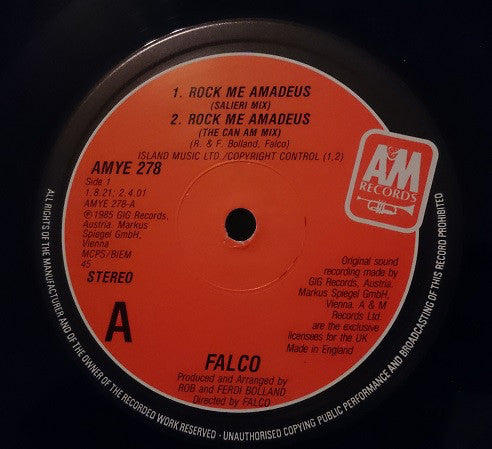 1. ROCK ME AMADEUS
(SALIERI MIX)
2. ROCK ME AMADEUS
(THE CAN AM MIX)
(R. & F. Bolland, Falco)
ISLAND MUSIC LTD./COPYRIGHT CONTROL (1,2)
AMYE 278
Side 1
1. 8.21; 2. 4.01
AMYE 278-A
℗1985 GIG Records,
Austria. Markus
Spiegel GmbH,
Vienna
MCPS/BIEM
45
STEREO
A
AM
RECORDS
Original sound
recording made by
GIG Records, Austria.
Markus Spiegel GmbH,
Vienna. A & M
Records Ltd.
are the exclusive
licensees for the UK
Made in England
FALCO
Produced and Arranged by
ROB and FERDI BOLLAND
Directed by FALCO
ALL RIGHTS OF THE MANUFACTURER AND OF THE OWNER OF THE RECORDED WORK RESERVED - UNAUTHORISED COPYING PUBLIC PERFORMANCE AND BROADCASTING OF THIS RECORD PROHIBITED